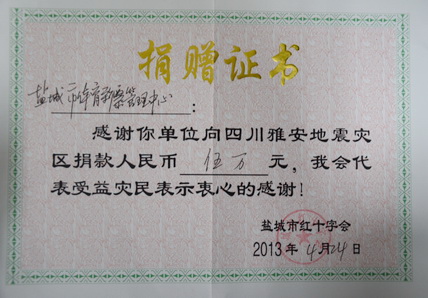 捐赠证书
盐城市体育彩票管理中心:
感谢你单位向四川雅安地震灾
区捐款人民币 伍万 元，我会代
表受益灾民表示衷心的感谢！
盐城市红十字会
2013年4月24日